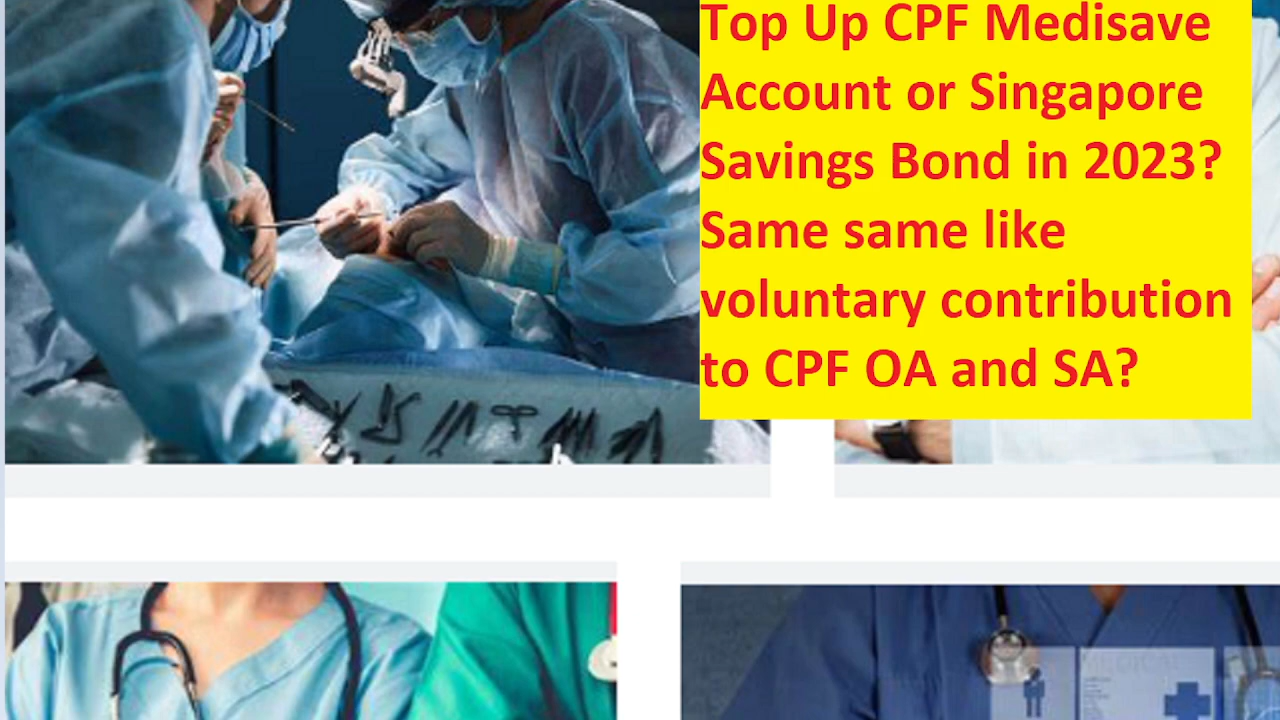 Top Up CPF Medisave
Account or Singapore
Savings Bond in 2023?
Same same like
voluntary contribution
to CPF OA and SA?
MEDICAL